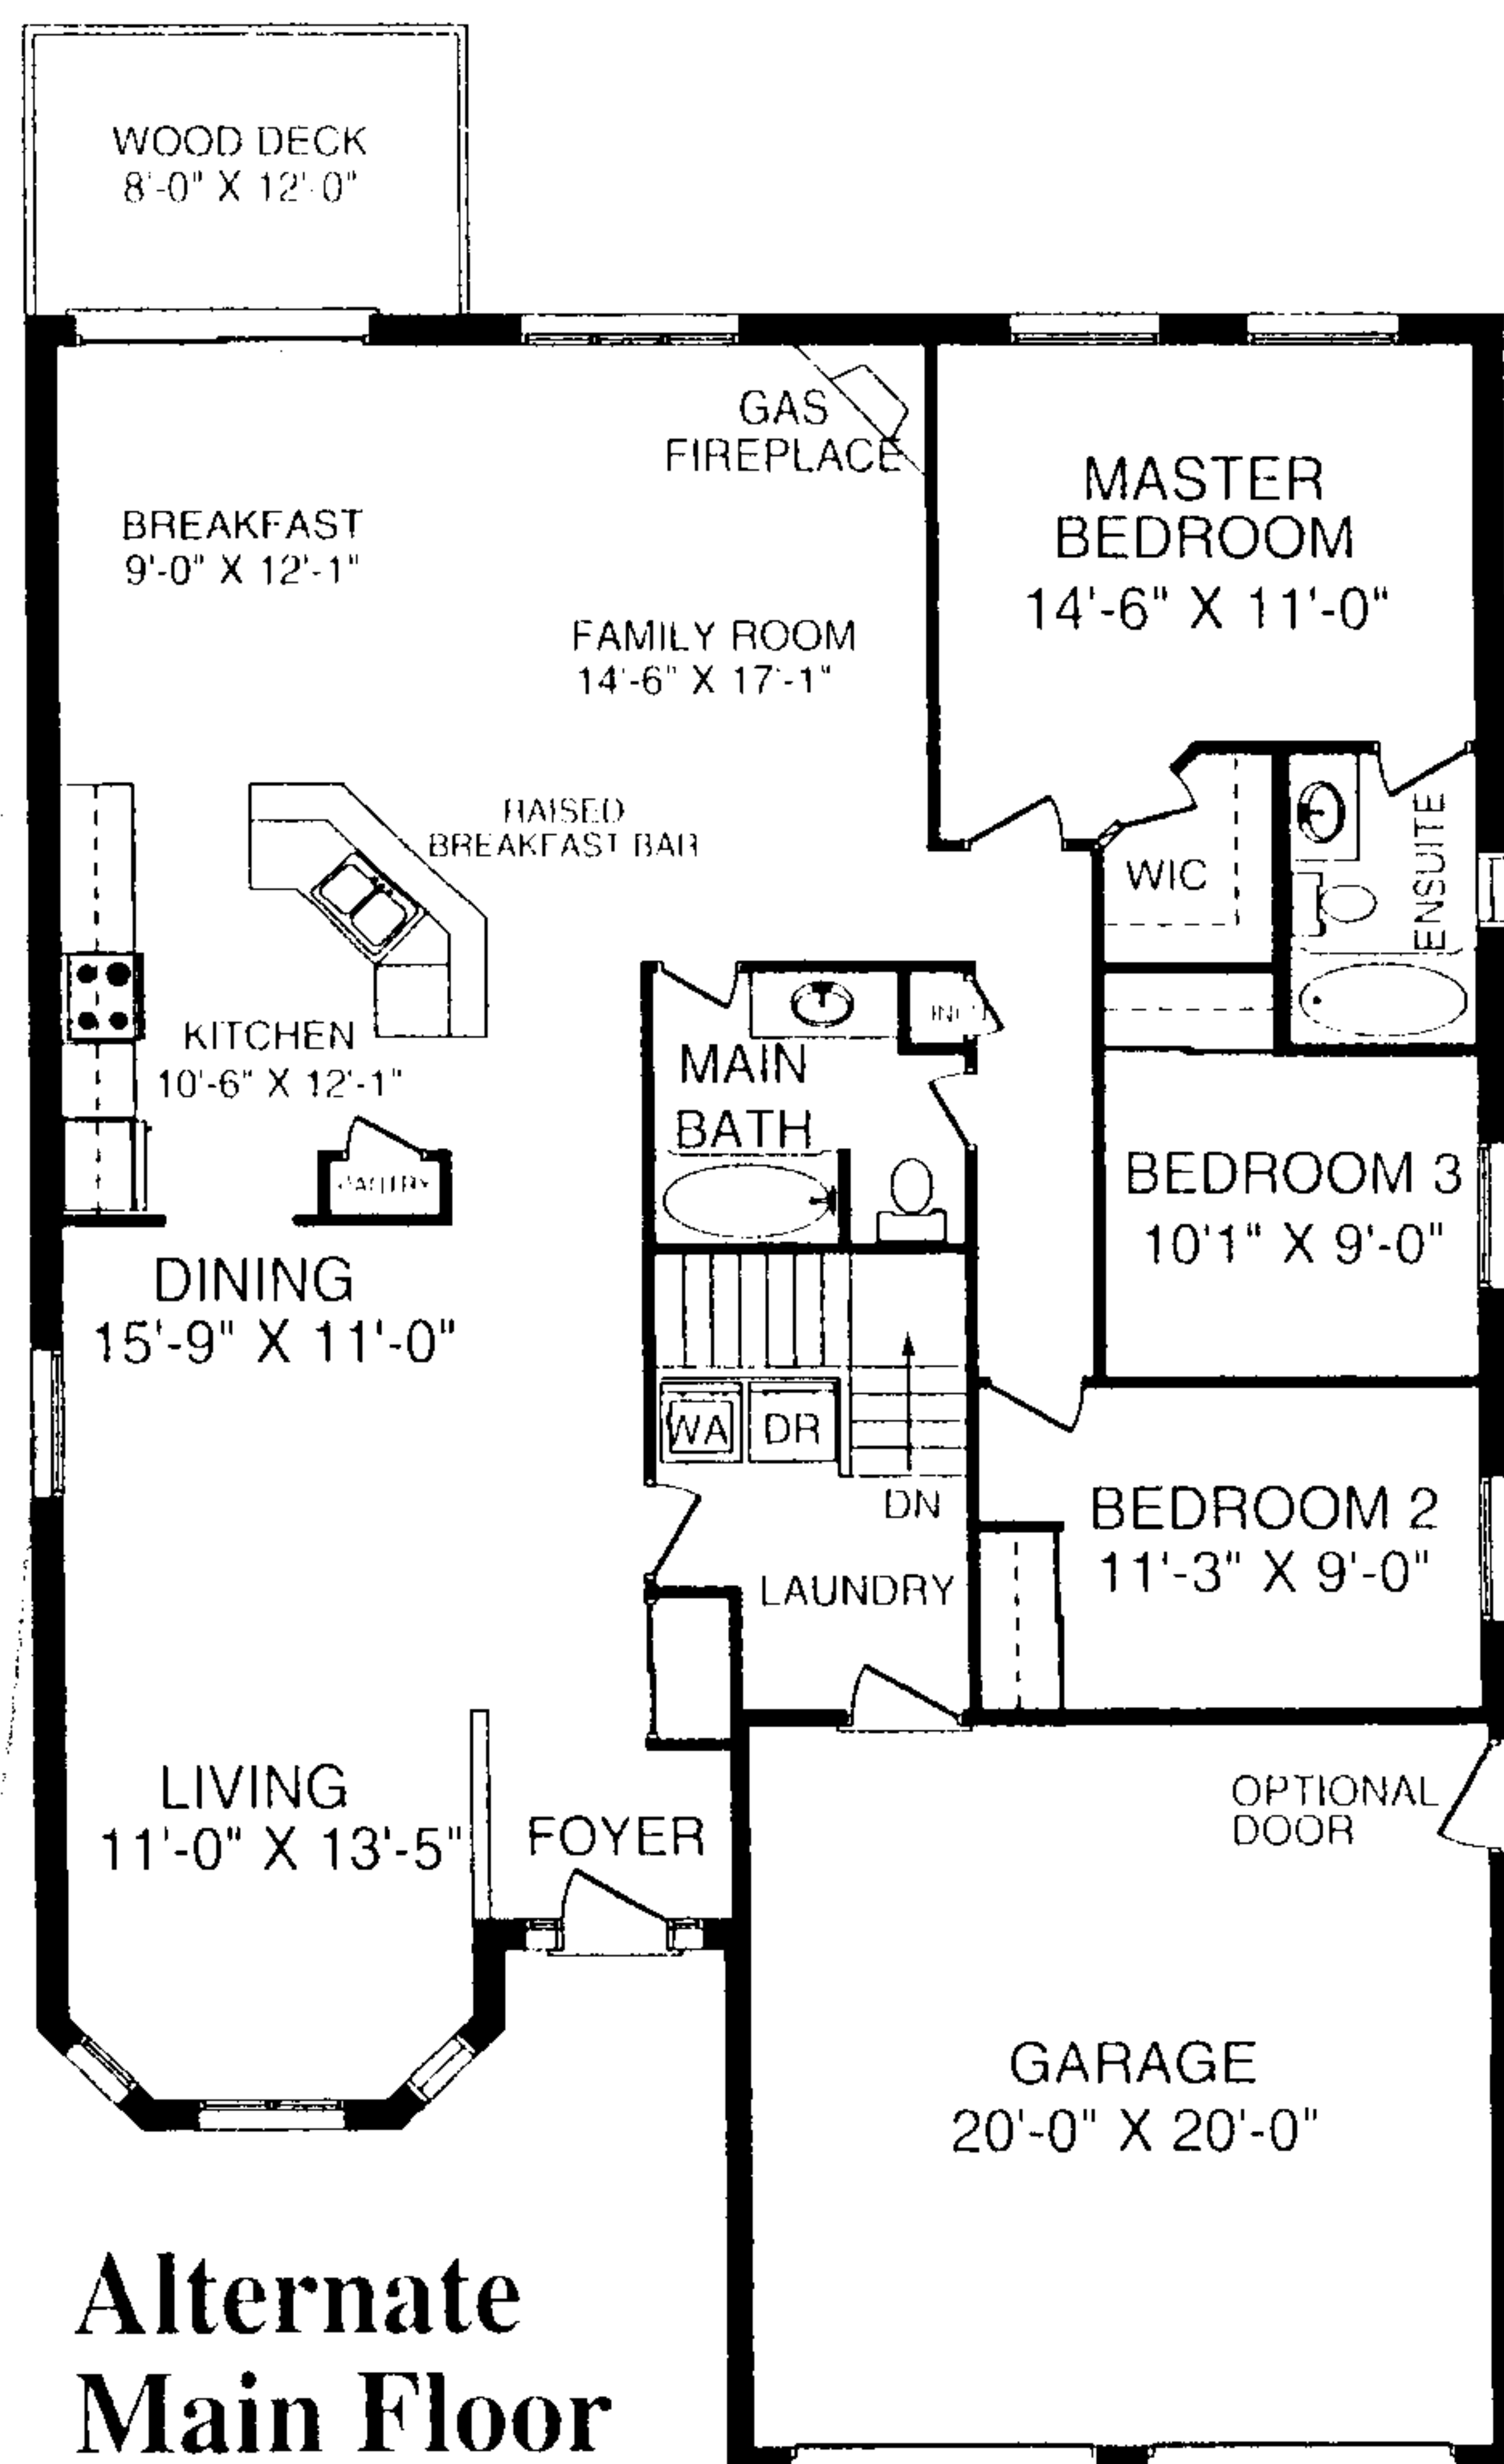 WOOD DECK
8'-0" X 12'-0"
GAS
FIREPLACE
MASTER
BEDROOM
14'-6" X 11'-0"
BREAKFAST
9'-0" X 12'-1"
FAMILY ROOM
14'-6" X 17'-1"
RAISED
BREAKFAST BAR
WIC
ENSUITE
KITCHEN
10'-6" X 12'-1"
MAIN
BATH
BEDROOM 3
10'1" X 9'-0"
DINING
15'-9" X 11'-0"
WA
DR
DN
BEDROOM 2
11'-3" X 9'-0"
LAUNDRY
LIVING
11'-0" X 13'-5"
FOYER
OPTIONAL
DOOR
GARAGE
20'-0" X 20'-0"
Alternate
Main Floor